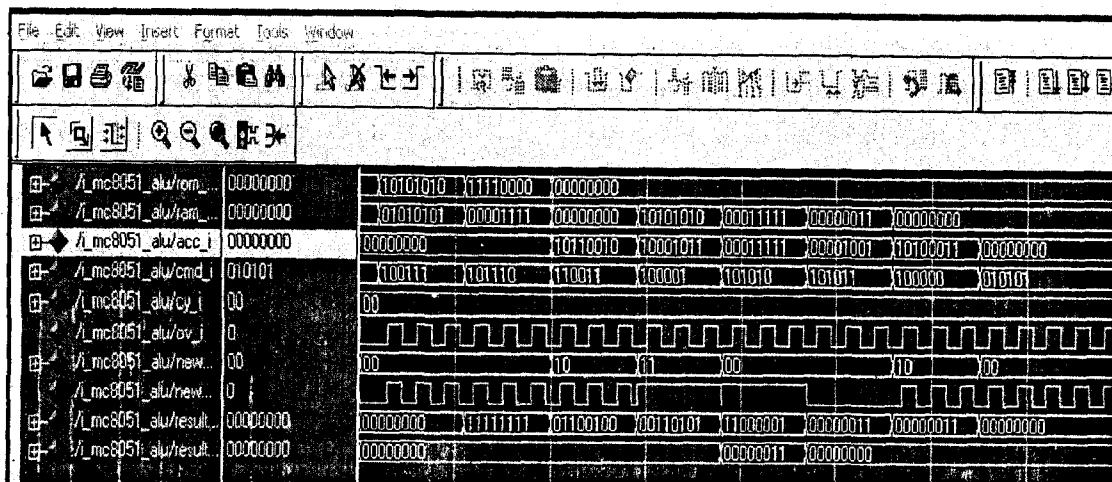 File Edit View Insert Format Tools Window
/i_mc8051_alu/rom_... 00000000 10101010 11110000 00000000
/i_mc8051_alu/ram_... 00000000 01010101 00001111 00000000 10101010 00011111 00000011 00000000
/i_mc8051_alu/acc_i 00000000 00000000 10110010 10001011 00011111 00001001 10100011 00000000
/i_mc8051_alu/cmd_i 010101 100111 101110 110011 100001 101010 101011 100000 010101
/i_mc8051_alu/cy_i 00 00
/i_mc8051_alu/ov_i 0
/i_mc8051_alu/new... 00 00 10 11 00 10 00
/i_mc8051_alu/new... 0
/i_mc8051_alu/result... 00000000 00000000 11111111 01100100 00110101 11000001 00000011 00000011 00000000
/i_mc8051_alu/result... 00000000 00000000 00000011 00000000